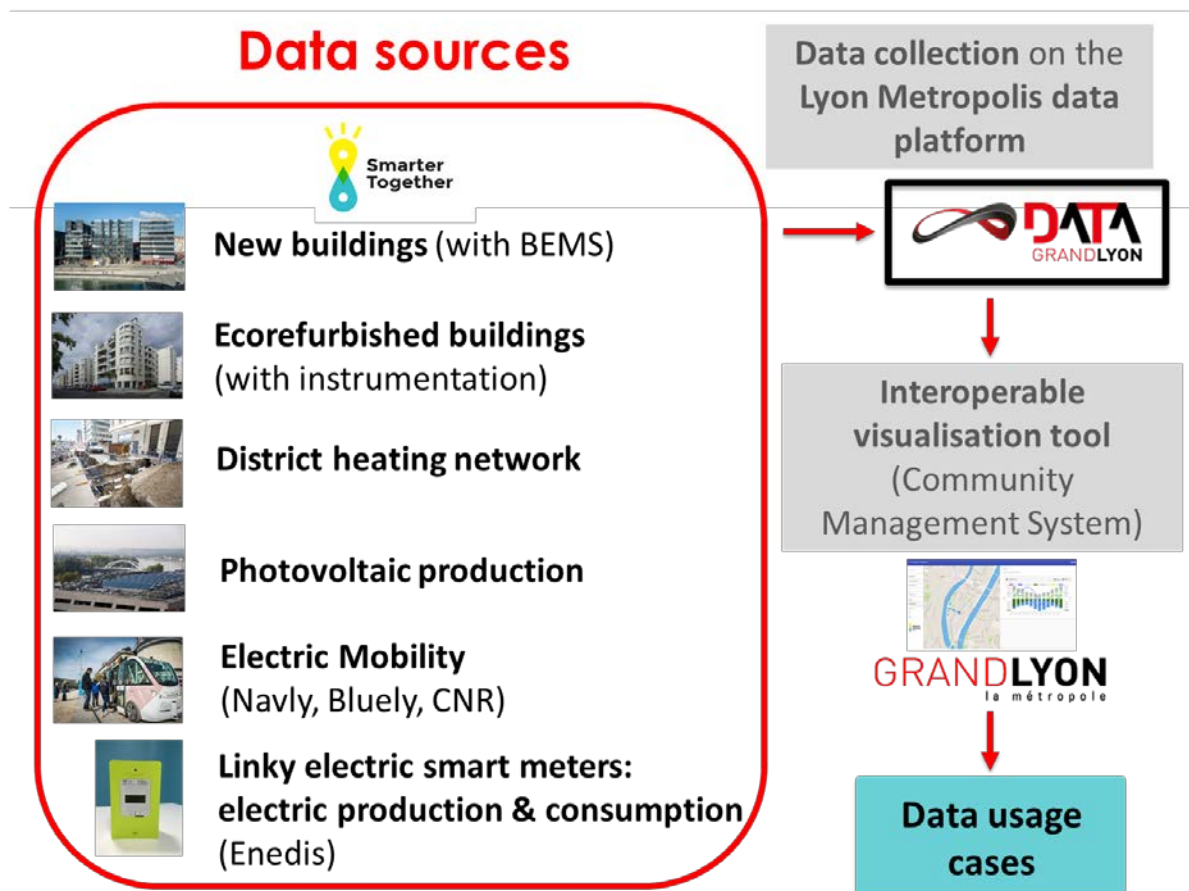 Data sources
Smarter
Together
New buildings (with BEMS)
Ecorefurbished buildings
(with instrumentation)
District heating network
Photovoltaic production
Electric Mobility
(Navly, Bluely, CNR)
Linky electric smart meters:
electric production & consumption
(Enedis)
Data collection on the
Lyon Metropolis data
platform
DATA
GRANDLYON
Interoperable
visualisation tool
(Community
Management System)
GRANDLYON
la métropole
Data usage
cases